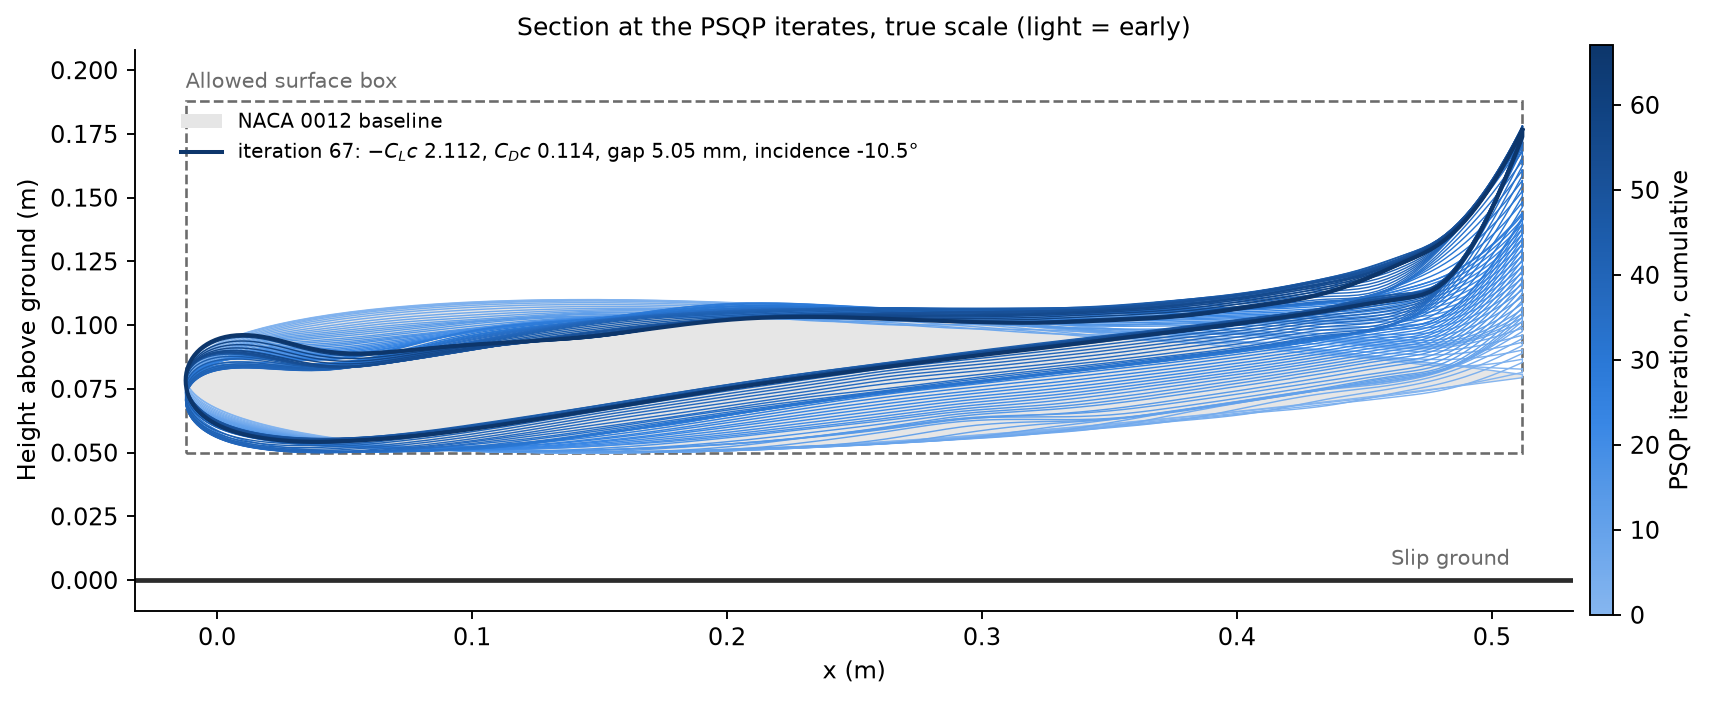 Section at the PSQP iterates, true scale (light = early)
Allowed surface box
NACA 0012 baseline
iteration 67: −C_Lc 2.112, C_Dc 0.114, gap 5.05 mm, incidence -10.5°
Height above ground (m)
0.200
0.175
0.150
0.125
0.100
0.075
0.050
0.025
0.000
Slip ground
0.0 0.1 0.2 0.3 0.4 0.5
x (m)
60
50
40
30
20
10
0
PSQP iteration, cumulative